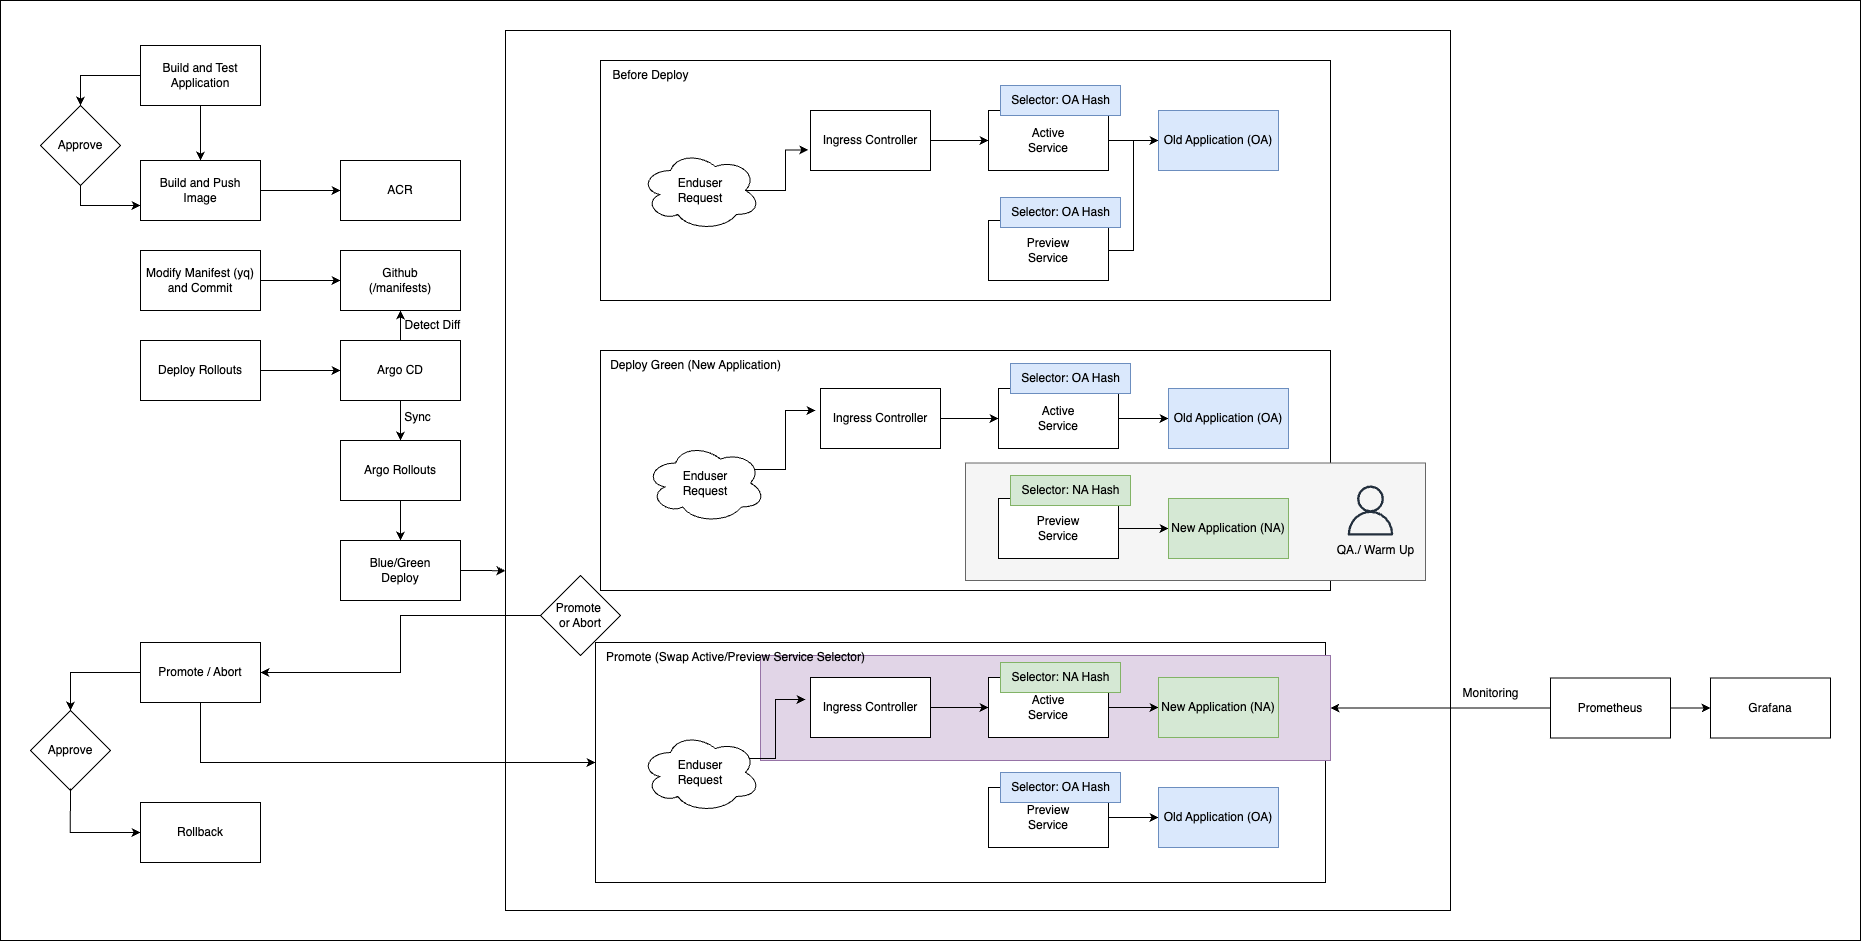 Build and Test
Application
Approve
Build and Push
Image
ACR
Modify Manifest (yq)
and Commit
Github
(/manifests)
Detect Diff
Deploy Rollouts
Argo CD
Sync
Argo Rollouts
Blue/Green
Deploy
Promote
or Abort
Promote / Abort
Approve
Rollback
Before Deploy
Selector: OA Hash
Ingress Controller
Active
Service
Old Application (OA)
Enduser
Request
Selector: OA Hash
Preview
Service
Deploy Green (New Application)
Selector: OA Hash
Ingress Controller
Active
Service
Old Application (OA)
Enduser
Request
Selector: NA Hash
Preview
Service
New Application (NA)
QA./ Warm Up
Promote (Swap Active/Preview Service Selector)
Selector: NA Hash
Ingress Controller
Active
Service
New Application (NA)
Enduser
Request
Selector: OA Hash
Preview
Service
Old Application (OA)
Monitoring
Prometheus
Grafana